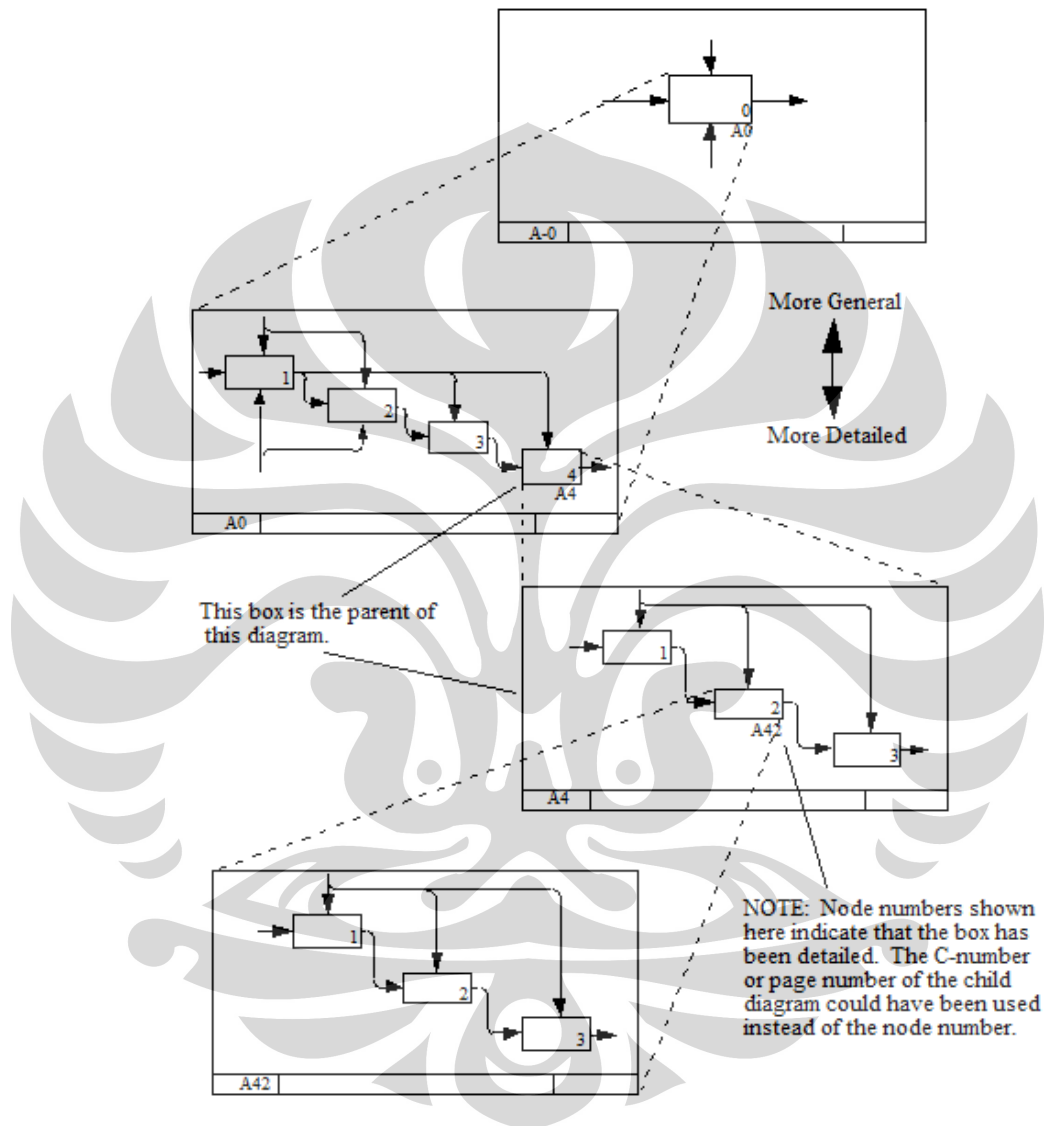 0
A0
A-0
More General
More Detailed
1
2
3
4
A4
A0
This box is the parent of
this diagram.
1
2
A42
3
A4
NOTE: Node numbers shown
here indicate that the box has
been detailed. The C-number
or page number of the child
diagram could have been used
instead of the node number.
1
2
3
A42